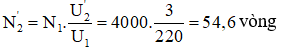 N'₂ = N₁.U'₂/U₁ = 4000.3/220 = 54,6 vòng